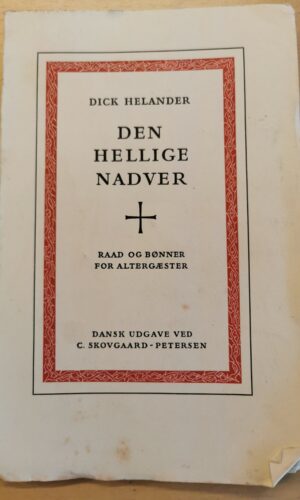 DICK HELANDER
DEN
HELLIGE
NADVER
RAAD OG BØNNER
FOR ALTERGÆSTER
DANSK UDGAVE VED
C. SKOVGAARD-PETERSEN